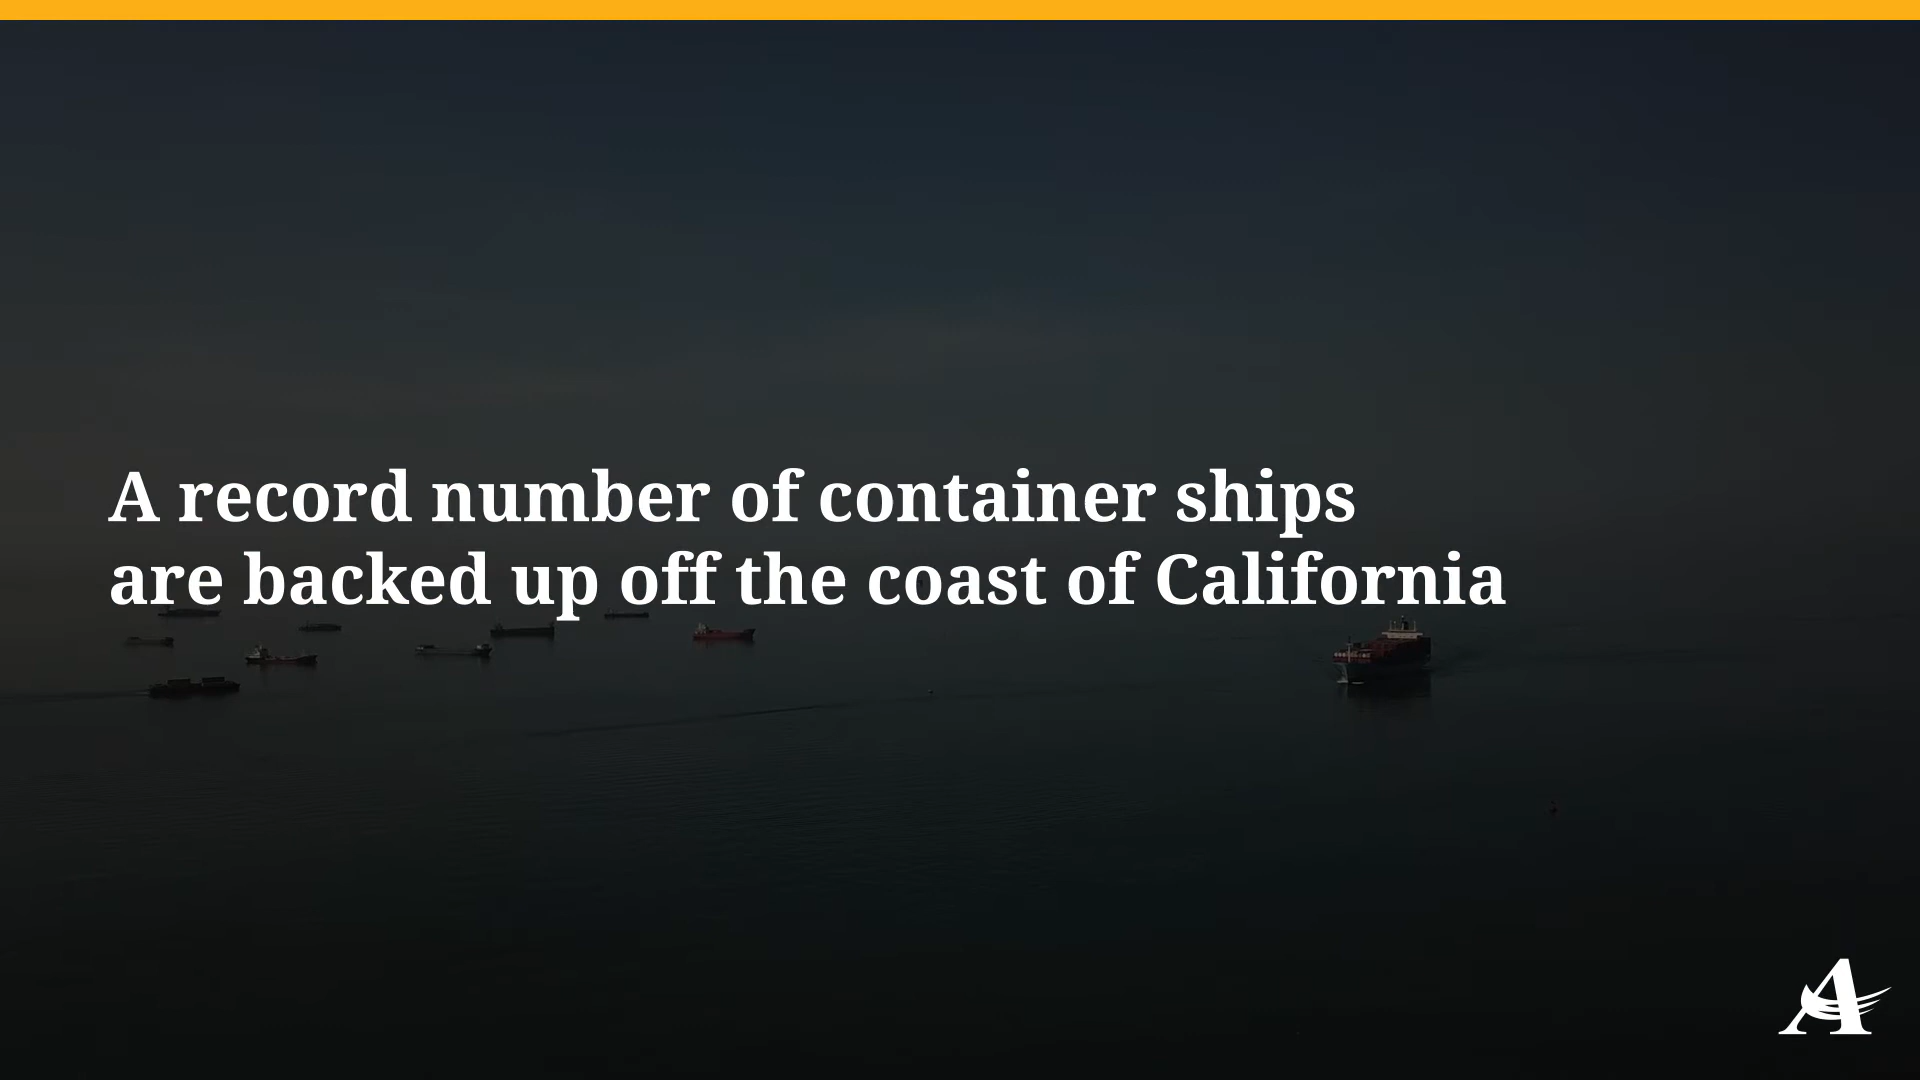 A record number of container ships
are backed up off the coast of California
A